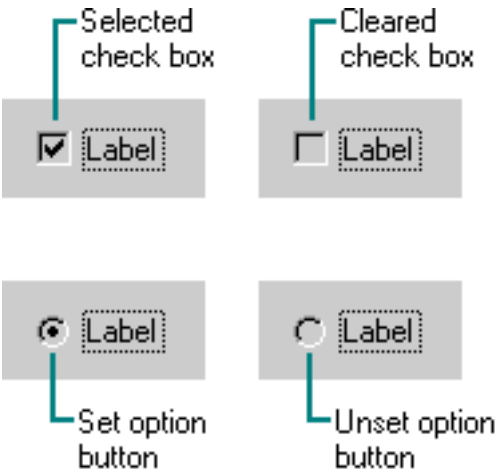 Selected
check box
Cleared
check box
Label
Label
Label
Label
Set option
button
Unset option
button